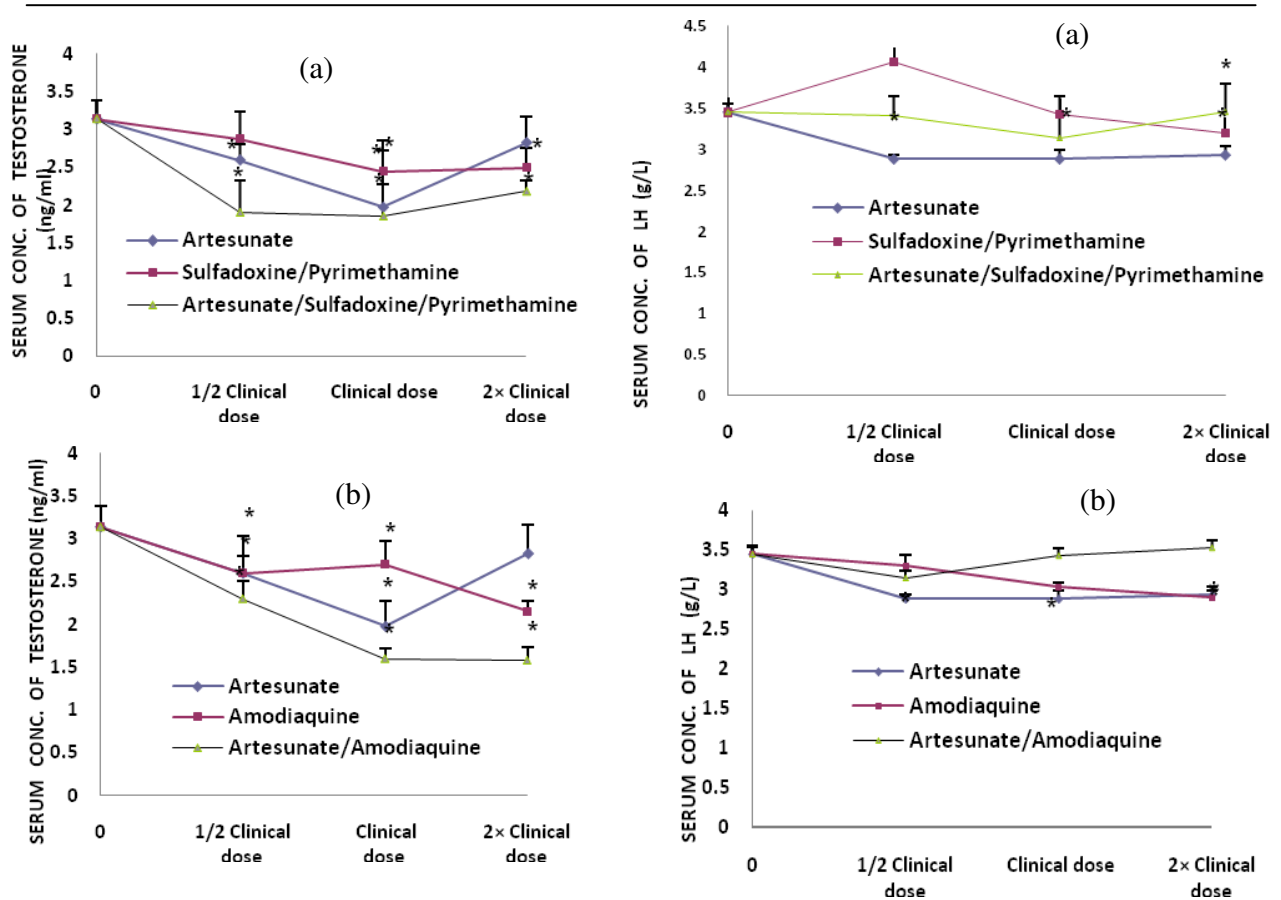 (a)
SERUM CONC. OF TESTOSTERONE
(ng/ml)
4
3.5
3
2.5
2
1.5
1
0.5
0
*
*
*
*
*
*
*
Artesunate
Sulfadoxine/Pyrimethamine
Artesunate/Sulfadoxine/Pyrimethamine
0
1/2 Clinical
dose
Clinical dose
2× Clinical
dose
(a)
SERUM CONC. OF LH (g/L)
4.5
4
3.5
3
2.5
2
1.5
1
0.5
0
*
*
*
*
*
Artesunate
Sulfadoxine/Pyrimethamine
Artesunate/Sulfadoxine/Pyrimethamine
0
1/2 Clinical
dose
Clinical dose
2× Clinical
dose
(b)
SERUM CONC. OF TESTOSTERONE (ng/ml)
4
3.5
3
2.5
2
1.5
1
0.5
0
*
*
*
*
*
*
*
*
Artesunate
Amodiaquine
Artesunate/Amodiaquine
0
1/2 Clinical
dose
Clinical
dose
2× Clinical
dose
(b)
SERUM CONC. OF LH (g/L)
4
3.5
3
2.5
2
1.5
1
0.5
0
*
*
*
*
Artesunate
Amodiaquine
Artesunate/Amodiaquine
0
1/2 Clinical
dose
Clinical dose
2× Clinical
dose